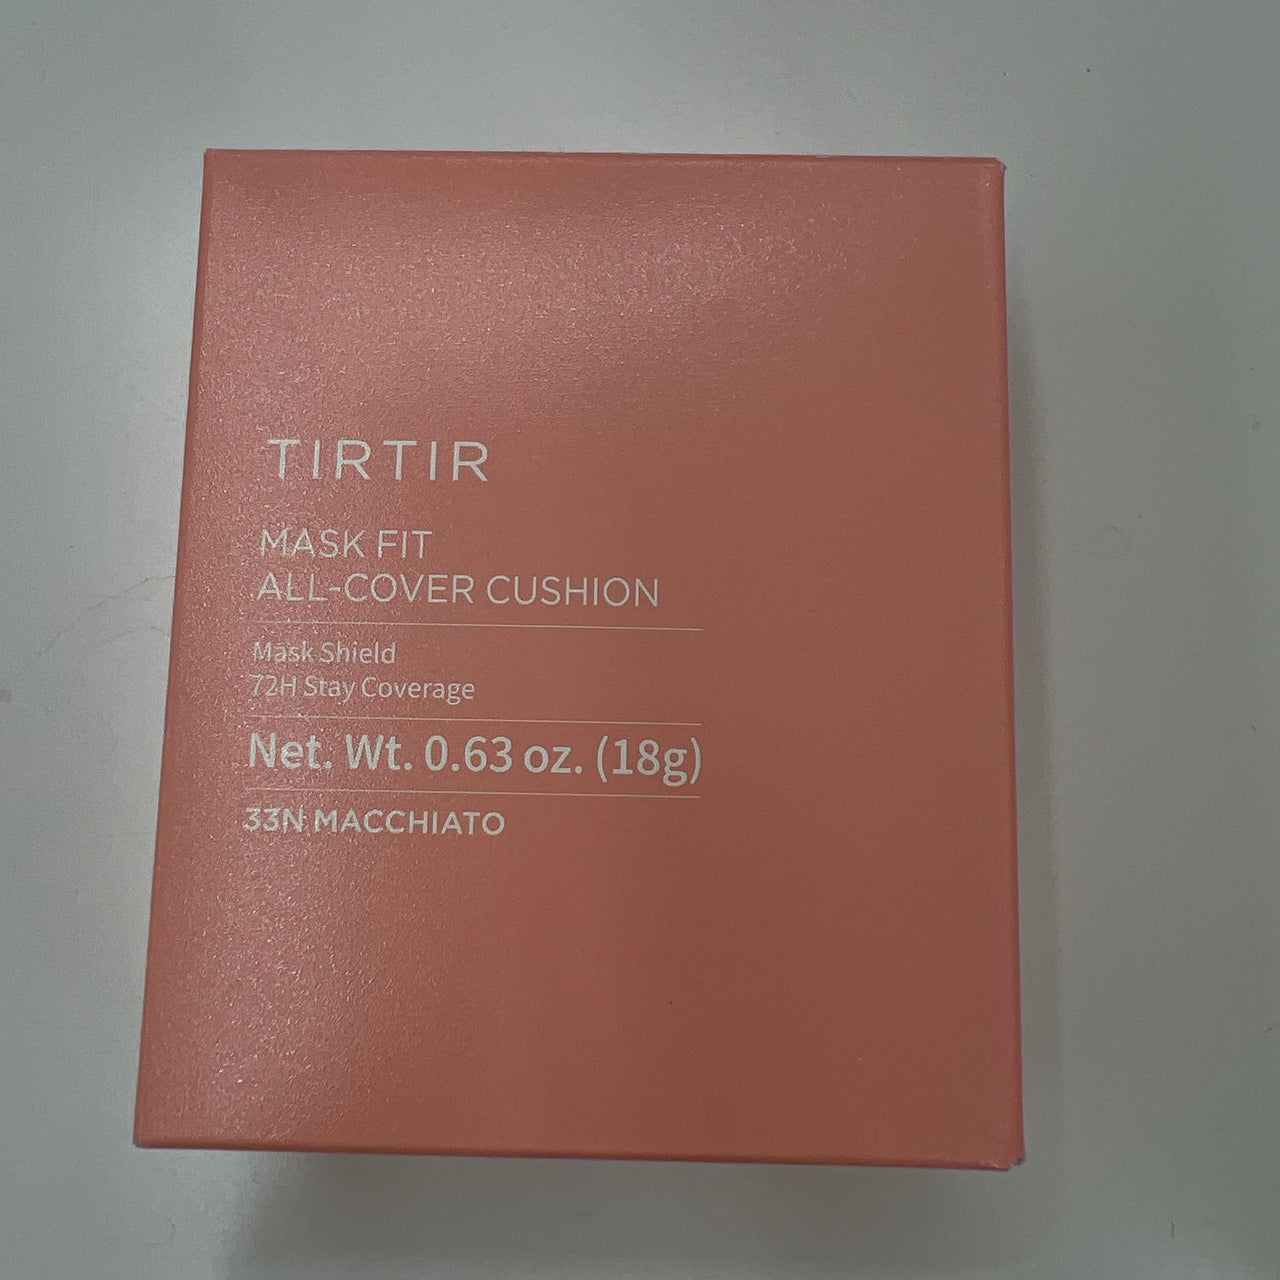 TIRTIR
MASK FIT
ALL-COVER CUSHION
Mask Shield
72H Stay Coverage
Net. Wt. 0.63 oz. (18g)
33N MACCHIATO